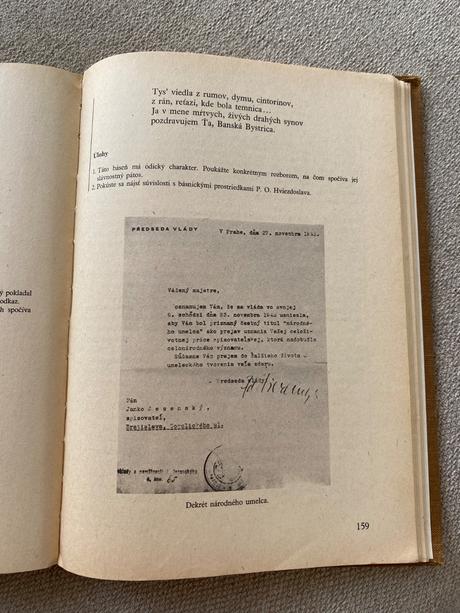 ý pokladal
odkaz.
h spočíva
Tys' viedla z rumov, dymu, cintorínov,
z rán, reťazí, kde bola temnica...
Ja v mene mŕtvych, živých drahých synov
pozdravujem Ťa, Banská Bystrica.
Úlohy
1. Táto báseň má ódický charakter. Poukážte konkrétnym rozborom, na čom spočíva jej
slávnostný pátos.
2. Pokúste sa nájsť súvislosti s básnickými prostriedkami P. O. Hviezdoslava.
PŘEDSEDA VLÁDY
V Prahe, dňa 27. novembra 1945.
Vážený majstre,
oznamujem Vám, že sa vláda vo svojej
schôdzi dňa 23. novembra 1945 usniesla,
aby Vám bol priznaný čestný titul "národné-
ho umelca" ako prejav uznania Vašej celoži-
votnej práce spisovateľskej, ktorá nadobudla
celonárodného významu.
Súčasne Vám prajem do ďalšieho života
umeleckého tvorenia veľa zdaru.
Predseda vlády:
Pán
Janko Jesenský,
spisovateľ,
Bratislava,
Dekrét národného umelca.
159